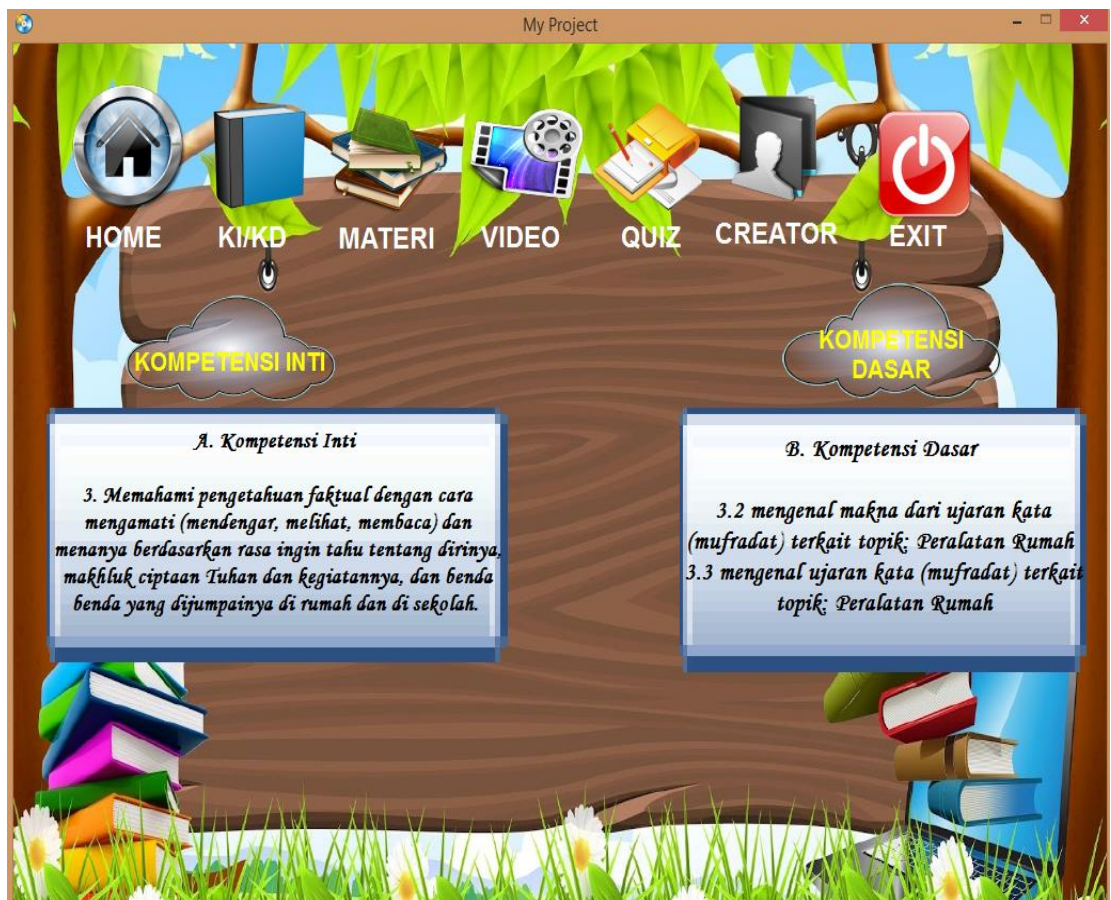 My Project
HOME
KI/KD
MATERI
VIDEO
QUIZ
CREATOR
EXIT
KOMPETENSI INTI
KOMPETENSI
DASAR
A. Kompetensi Inti
3. Memahami pengetahuan faktual dengan cara
mengamati (mendengar, melihat, membaca) dan
menanya berdasarkan rasa ingin tahu tentang dirinya,
makhluk ciptaan Tuhan dan kegiatannya, dan benda
benda yang dijumpainya di rumah dan di sekolah.
B. Kompetensi Dasar
3.2 mengenal makna dari ujaran kata
(mufradat) terkait topik; Peralatan Rumah
3.3 mengenal ujaran kata (mufradat) terkait
topik; Peralatan Rumah